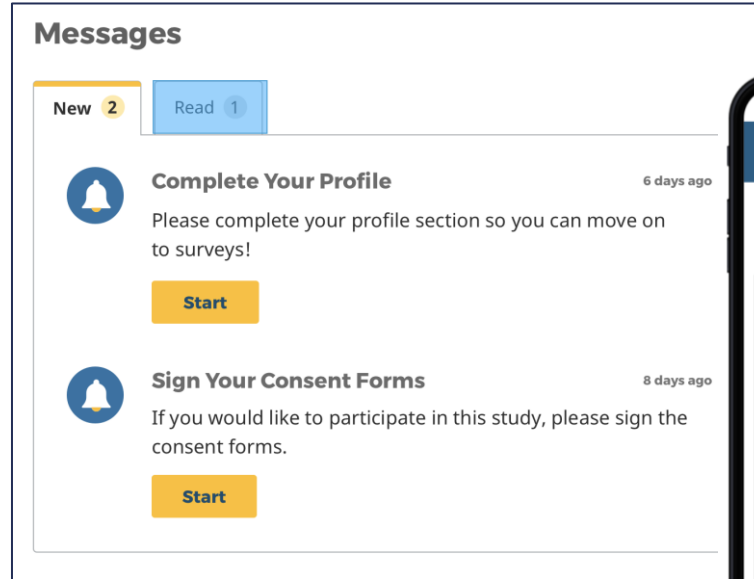 Messages
New 2
Read 1
Complete Your Profile
6 days ago
Please complete your profile section so you can move on
to surveys!
Start
Sign Your Consent Forms
8 days ago
If you would like to participate in this study, please sign the
consent forms.
Start